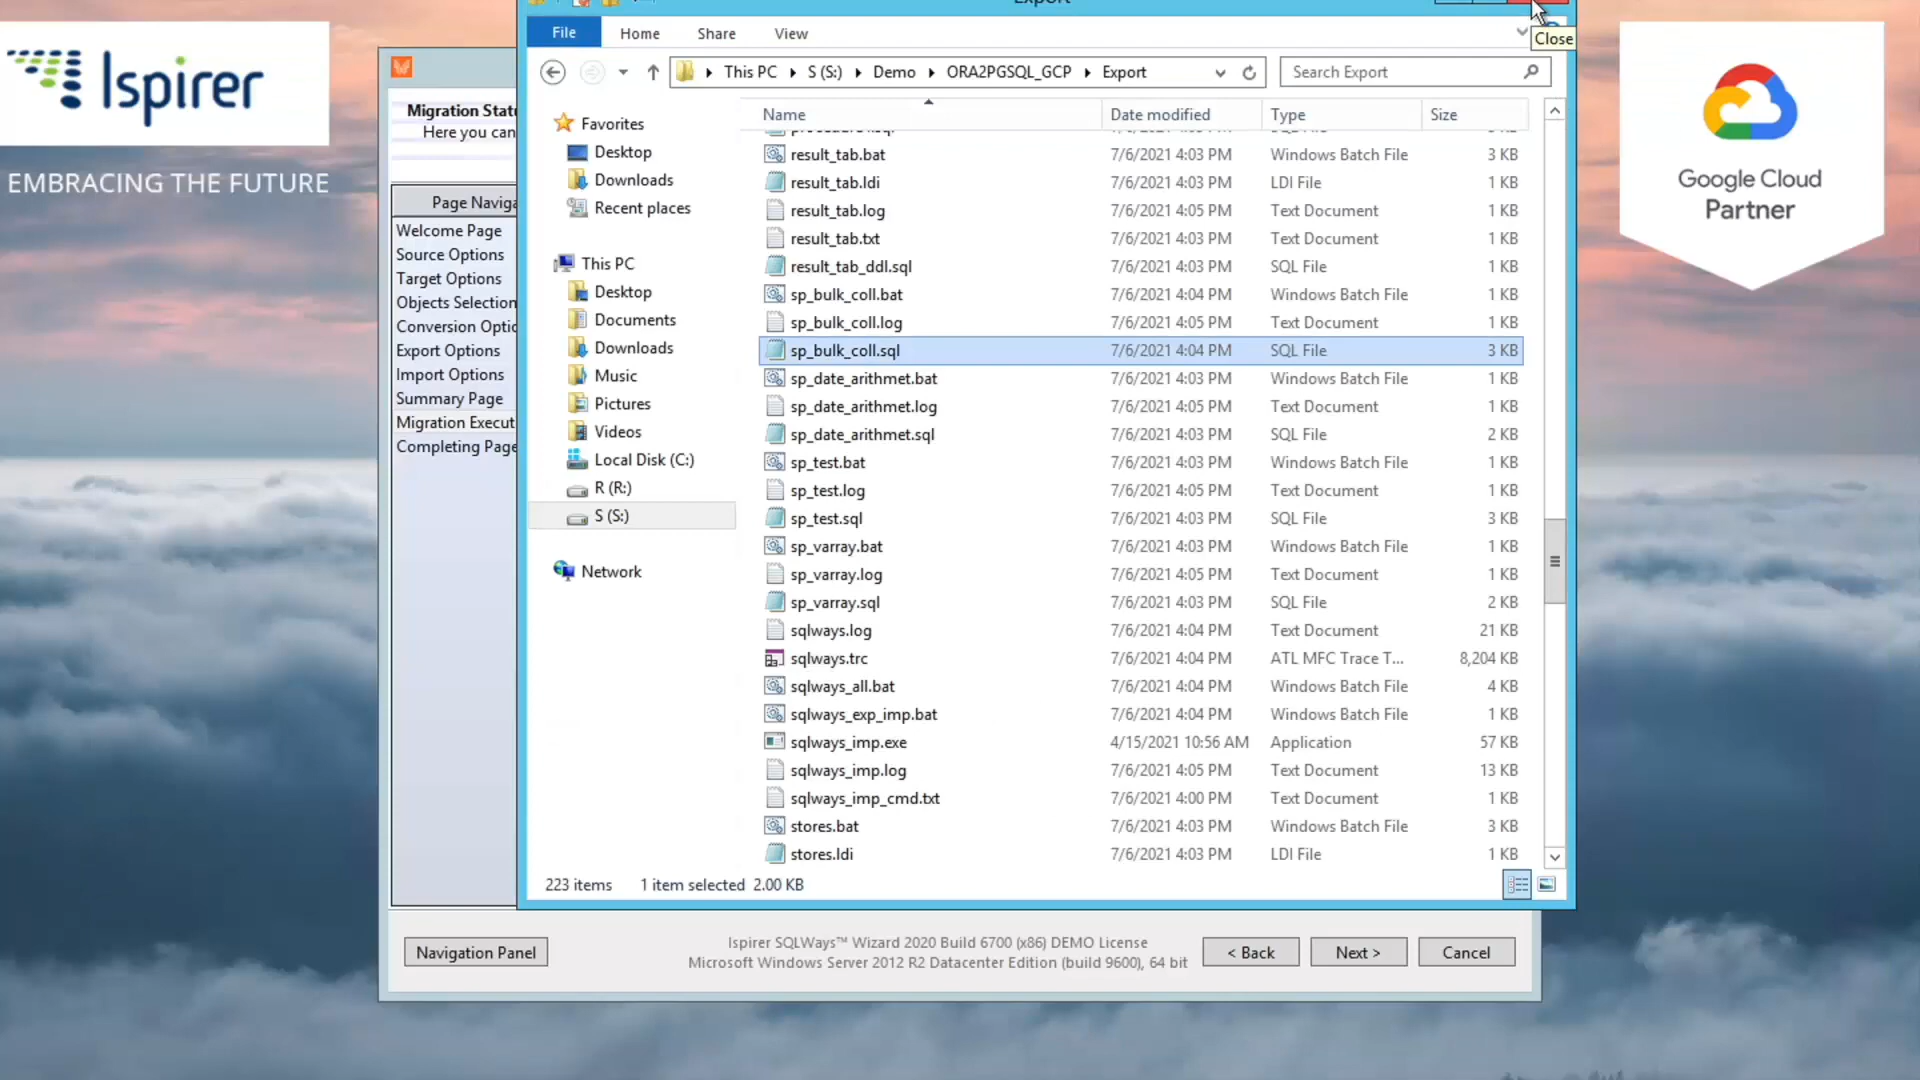 Ispirer
EMBRACING THE FUTURE
Google Cloud
Partner
Export
Close
File Home Share View
This PC S (S:) Demo ORA2PGSQL_GCP Export
Search Export
Favorites
Desktop
Downloads
Recent places
This PC
Desktop
Documents
Downloads
Music
Pictures
Videos
Local Disk (C:)
R (R:)
S (S:)
Network
Name Date modified Type Size
result_tab.bat 7/6/2021 4:03 PM Windows Batch File 3 KB
result_tab.ldi 7/6/2021 4:03 PM LDI File 1 KB
result_tab.log 7/6/2021 4:05 PM Text Document 1 KB
result_tab.txt 7/6/2021 4:03 PM Text Document 1 KB
result_tab_ddl.sql 7/6/2021 4:03 PM SQL File 1 KB
sp_bulk_coll.bat 7/6/2021 4:04 PM Windows Batch File 1 KB
sp_bulk_coll.log 7/6/2021 4:05 PM Text Document 1 KB
sp_bulk_coll.sql 7/6/2021 4:04 PM SQL File 3 KB
sp_date_arithmet.bat 7/6/2021 4:04 PM Windows Batch File 1 KB
sp_date_arithmet.log 7/6/2021 4:05 PM Text Document 1 KB
sp_date_arithmet.sql 7/6/2021 4:04 PM SQL File 2 KB
sp_test.bat 7/6/2021 4:04 PM Windows Batch File 1 KB
sp_test.log 7/6/2021 4:05 PM Text Document 1 KB
sp_test.sql 7/6/2021 4:03 PM SQL File 3 KB
sp_varray.bat 7/6/2021 4:03 PM Windows Batch File 1 KB
sp_varray.log 7/6/2021 4:05 PM Text Document 1 KB
sp_varray.sql 7/6/2021 4:03 PM SQL File 2 KB
sqlways.log 7/6/2021 4:04 PM Text Document 21 KB
sqlways.trc 7/6/2021 4:04 PM ATL MFC Trace T... 8,204 KB
sqlways_all.bat 7/6/2021 4:04 PM Windows Batch File 4 KB
sqlways_exp_imp.bat 7/6/2021 4:04 PM Windows Batch File 1 KB
sqlways_imp.exe 4/15/2021 10:56 AM Application 57 KB
sqlways_imp.log 7/6/2021 4:05 PM Text Document 13 KB
sqlways_imp_cmd.txt 7/6/2021 4:00 PM Text Document 1 KB
stores.bat 7/6/2021 4:03 PM Windows Batch File 3 KB
stores.ldi 7/6/2021 4:03 PM LDI File 1 KB
223 items 1 item selected 2.00 KB
Migration Statu
Here you can
Page Naviga
Welcome Page
Source Options
Target Options
Objects Selection
Conversion Optio
Export Options
Import Options
Summary Page
Migration Execut
Completing Page
Navigation Panel
Ispirer SQLWays™ Wizard 2020 Build 6700 (x86) DEMO License
Microsoft Windows Server 2012 R2 Datacenter Edition (build 9600), 64 bit
< Back Next > Cancel